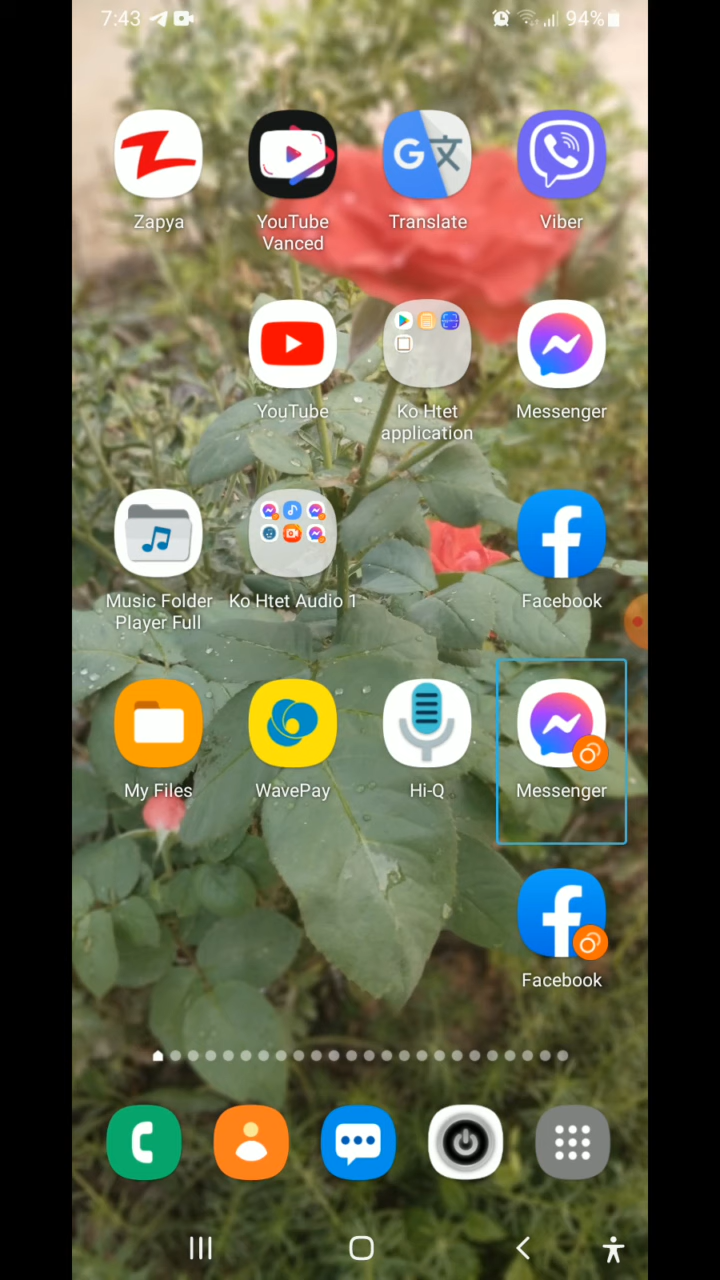 7:43
94%
Zapya
YouTube
Vanced
Translate
Viber
YouTube
Ko Htet
application
Messenger
Music Folder
Player Full
Ko Htet Audio 1
Facebook
My Files
WavePay
Hi-Q
Messenger
Facebook